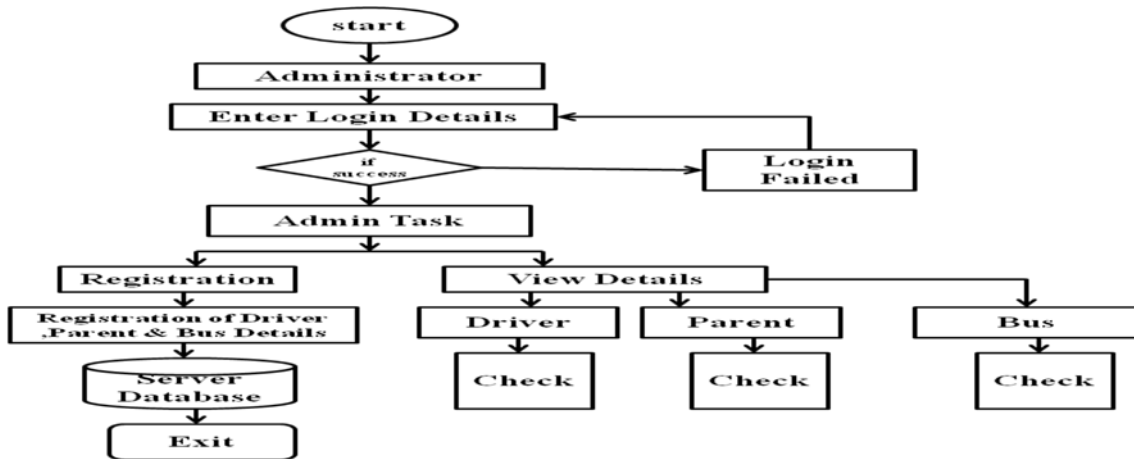 start
Administrator
Enter Login Details
if
success
Login
Failed
Admin Task
Registration
View Details
Registration of Driver
,Parent & Bus Details
Driver
Parent
Bus
Server
Database
Check
Check
Check
Exit